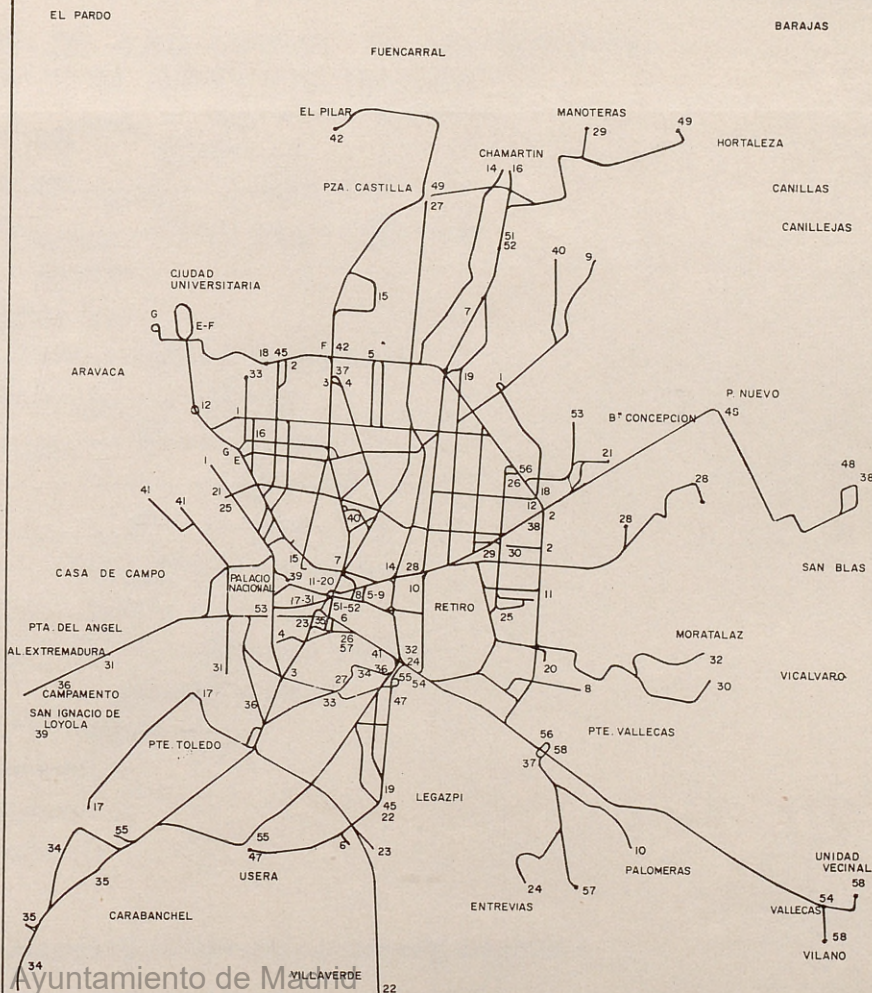 EL PARDO
BARAJAS
FUENCARRAL
EL PILAR
42
MANOTERAS
29
49
HORTALEZA
CHAMARTIN
14 16
PZA. CASTILLA
49
27
CANILLAS
CANILLEJAS
51
52
40
9
CIUDAD
UNIVERSITARIA
15
G
E-F
7
F 42
5
18 45
2
37
3 4
33
19
1
ARAVACA
12
1
P. NUEVO
48
Bº CONCEPCION
53
16
G
E
21
56
26
1
21
25
18
12
2
38
48
38
41
41
28
28
40
29 30
2
15
7
14
28
CASA DE CAMPO
PALACIO
NACIONAL
39
11-20
8
5-9
10
RETIRO
11
SAN BLAS
17-31
53
51-52
6
23
35
25
PTA. DEL ANGEL
4
26
57
MORATALAZ
AL.EXTREMADURA
31
41
32
24
36
32
20
31
3
27
34
55
54
8
30
VICALVARO
36
CAMPAMENTO
17
33
47
SAN IGNACIO DE
LOYOLA
39
36
PTE. TOLEDO
PTE. VALLECAS
56
58
37
17
19
45
22
LEGAZPI
55
55
47
6
23
10
34
USERA
PALOMERAS
UNIDAD
VECINAL
58
35
24
57
54
ENTREVIAS
CARABANCHEL
VALLECAS
35
58
VILANO
34
VILLAVERDE
22
Ayuntamiento de Madrid